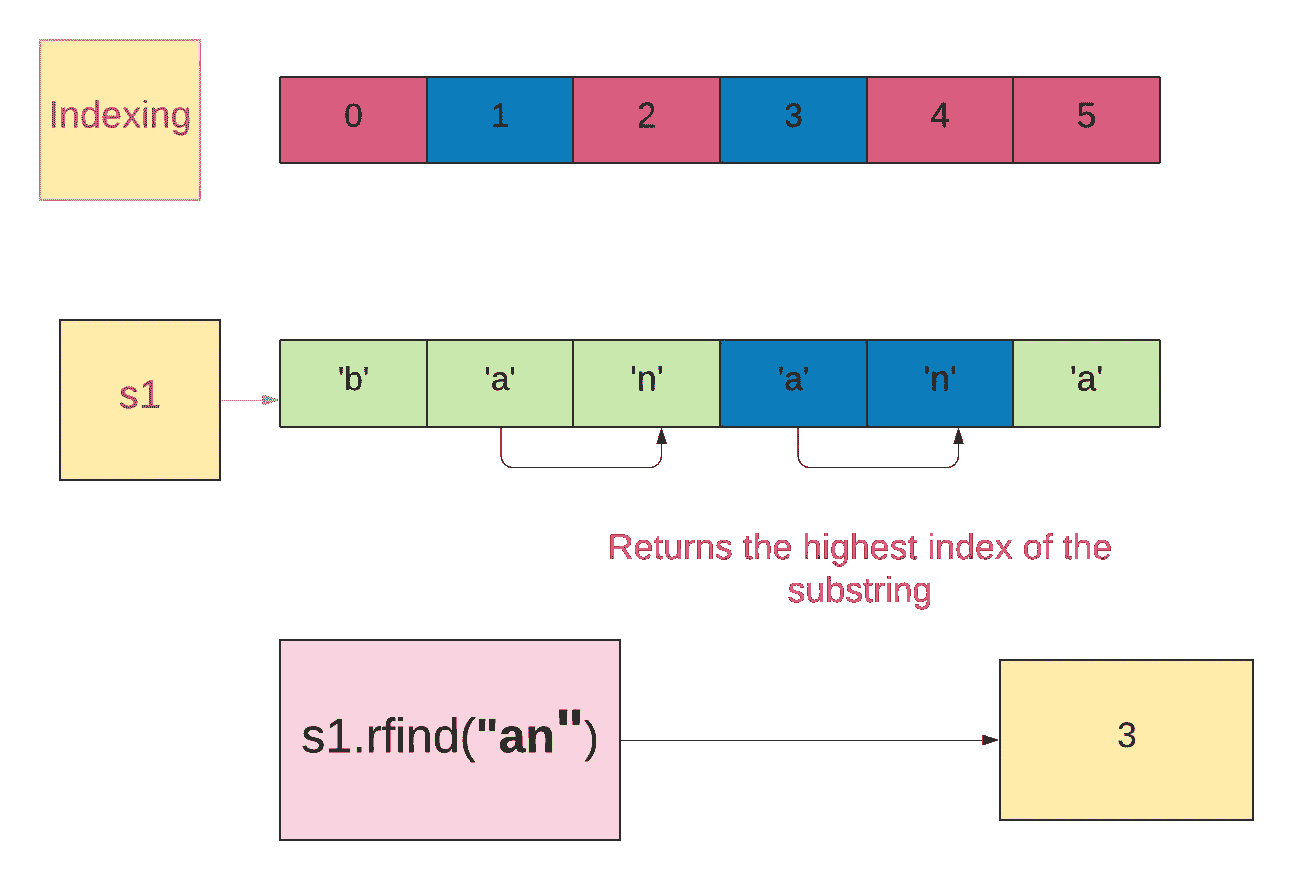 Indexing
0 1 2 3 4 5
s1
'b' 'a' 'n' 'a' 'n' 'a'
Returns the highest index of the
substring
s1.rfind("an")
3